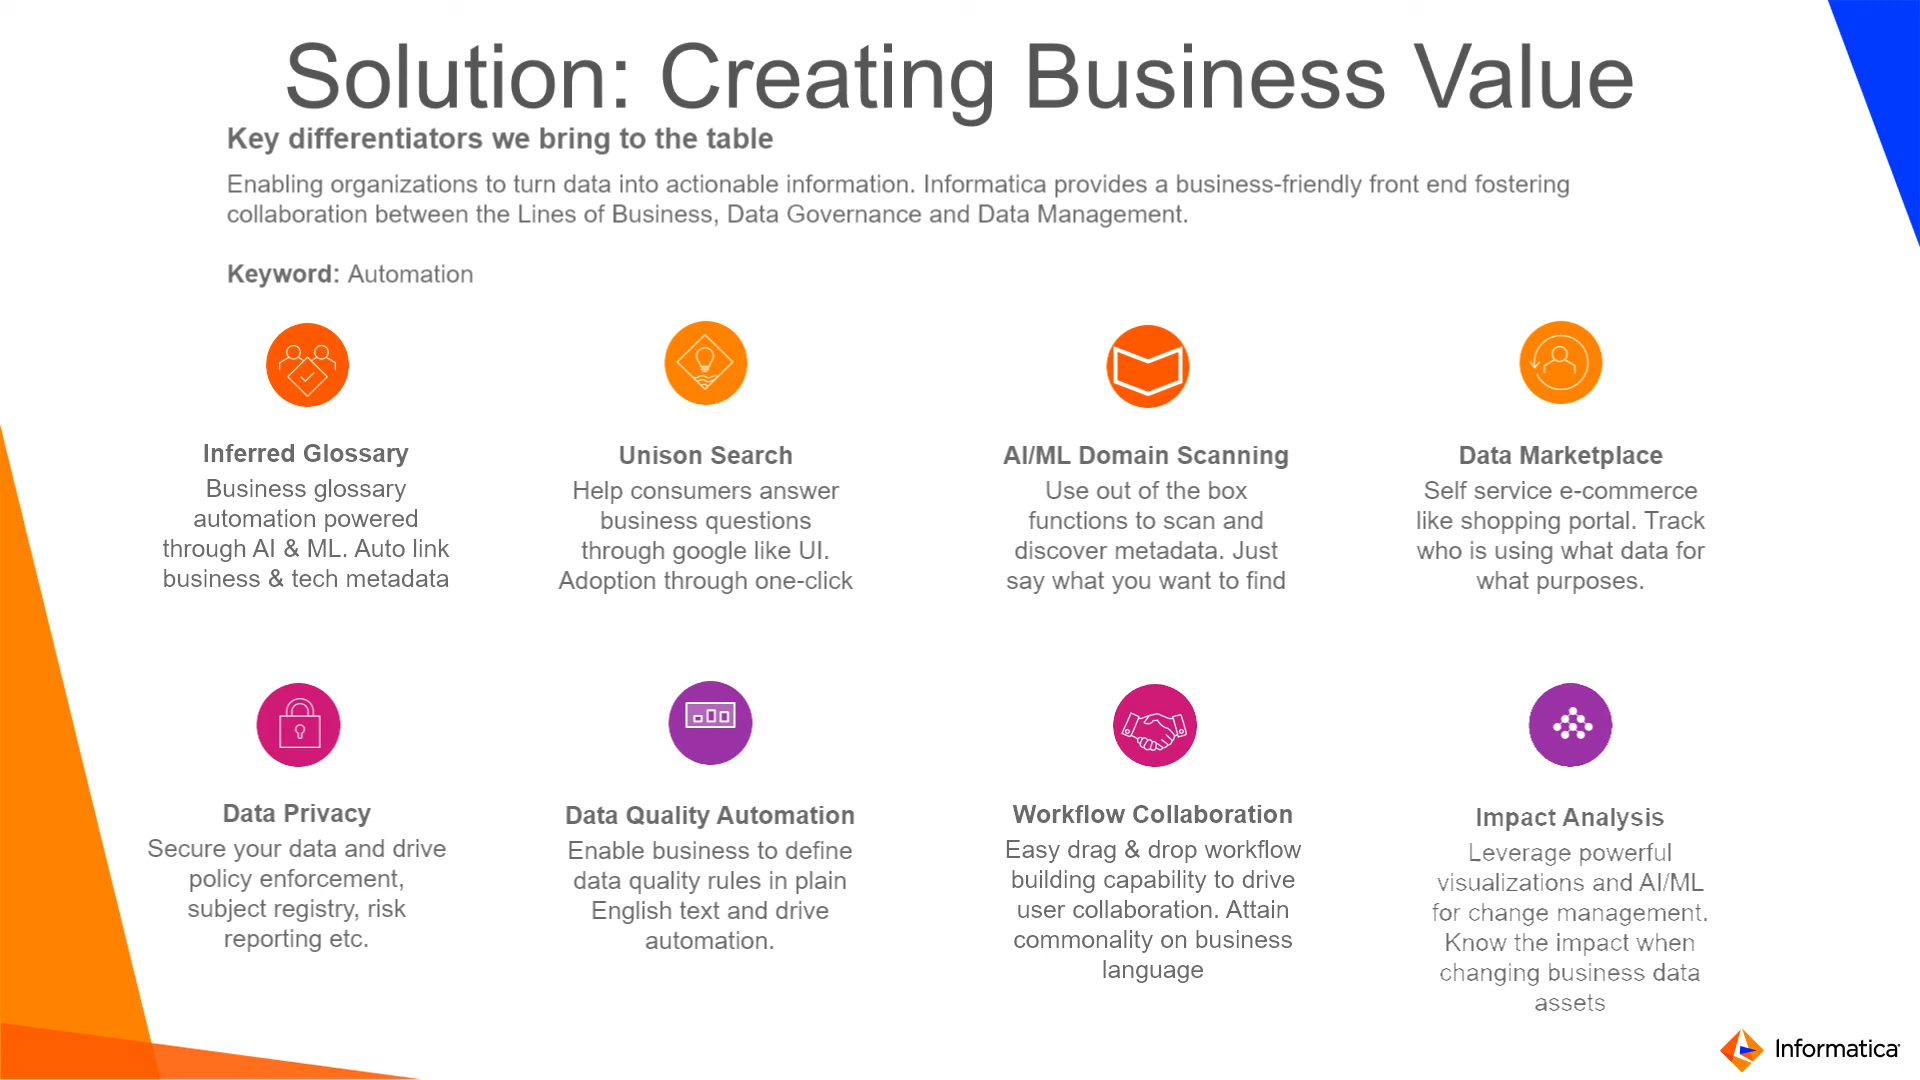 Solution: Creating Business Value
Key differentiators we bring to the table
Enabling organizations to turn data into actionable information. Informatica provides a business-friendly front end fostering
collaboration between the Lines of Business, Data Governance and Data Management.
Keyword: Automation
Inferred Glossary
Business glossary
automation powered
through AI & ML. Auto link
business & tech metadata
Unison Search
Help consumers answer
business questions
through google like UI.
Adoption through one-click
AI/ML Domain Scanning
Use out of the box
functions to scan and
discover metadata. Just
say what you want to find
Data Marketplace
Self service e-commerce
like shopping portal. Track
who is using what data for
what purposes.
Data Privacy
Secure your data and drive
policy enforcement,
subject registry, risk
reporting etc.
Data Quality Automation
Enable business to define
data quality rules in plain
English text and drive
automation.
Workflow Collaboration
Easy drag & drop workflow
building capability to drive
user collaboration. Attain
commonality on business
language
Impact Analysis
Leverage powerful
visualizations and AI/ML
for change management.
Know the impact when
changing business data
assets
Informatica